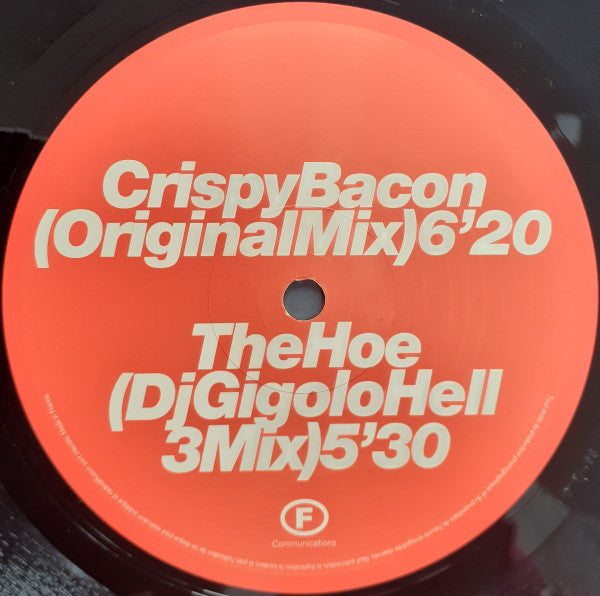 CrispyBacon
(OriginalMix)6'20
TheHoe
(DjGigoloHell
3Mix)5'30
F
Communications